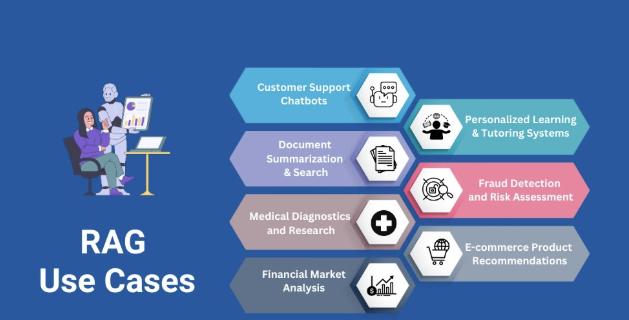 RAG
Use Cases
Customer Support
Chatbots
Personalized Learning
& Tutoring Systems
Document
Summarization
& Search
Fraud Detection
and Risk Assessment
Medical Diagnostics
and Research
E-commerce Product
Recommendations
Financial Market
Analysis